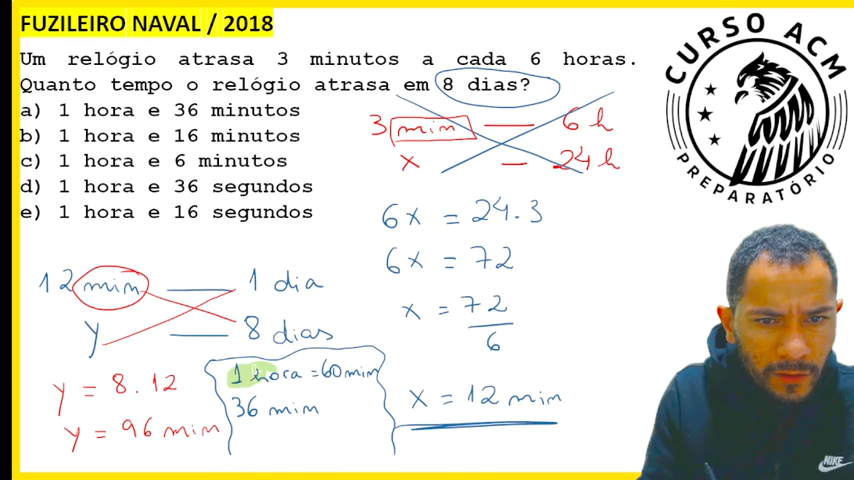 FUZILEIRO NAVAL / 2018
Um relógio atrasa 3 minutos a cada 6 horas.
Quanto tempo o relógio atrasa em 8 dias?
a) 1 hora e 36 minutos
b) 1 hora e 16 minutos
c) 1 hora e 6 minutos
d) 1 hora e 36 segundos
e) 1 hora e 16 segundos
3 min — 6 h
x — 24 h
6x = 24.3
6x = 72
x = 72
6
x = 12 min
12 min — 1 dia
y — 8 dias
y = 8.12
y = 96 min
1 hora = 60 min
36 min
CURSO ACM
PREPARATÓRIO
NIKE